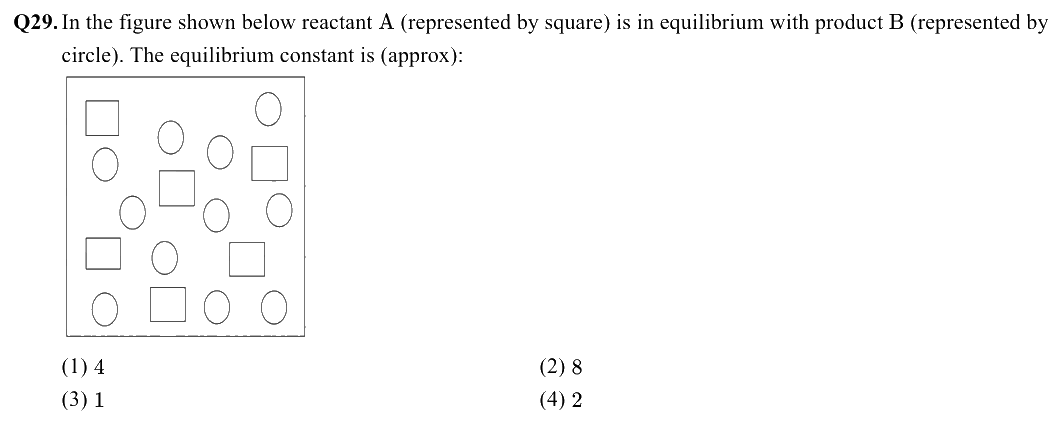 Q29. In the figure shown below reactant A (represented by square) is in equilibrium with product B (represented by
circle). The equilibrium constant is (approx):
(1) 4 (2) 8
(3) 1 (4) 2